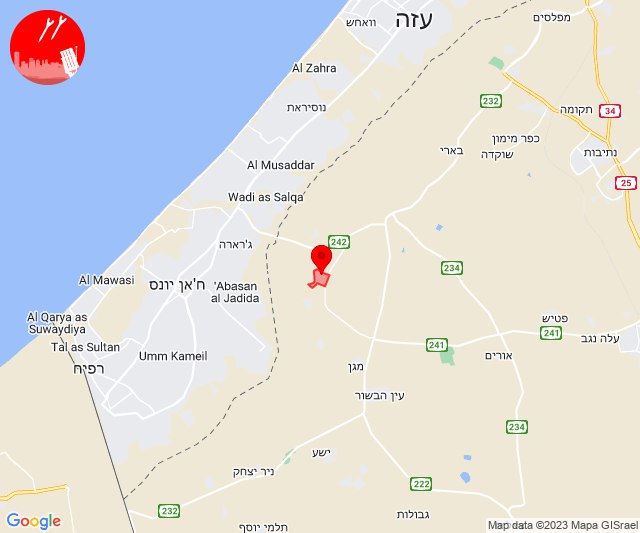 וואחש
עזה
מפלסים
Al Zahra
נוסיראת
232
תקומה
34
כפר מימון
שוקדה
בארי
נתיבות
Al Musaddar
25
Wadi as Salqa
ג'רארה
242
234
Al Mawasi
ח'אן יונס
'Abasan
al Jadida
Al Qarya as
Suwaydiya
פטיש
241
עלה נגב
Tal as Sultan
241
Umm Kameil
אורים
רפיח
מגן
עין הבשור
234
ישע
ניר יצחק
222
232
גבולות
תלמי יוסף
Google
Map data ©2023 Mapa GISrael